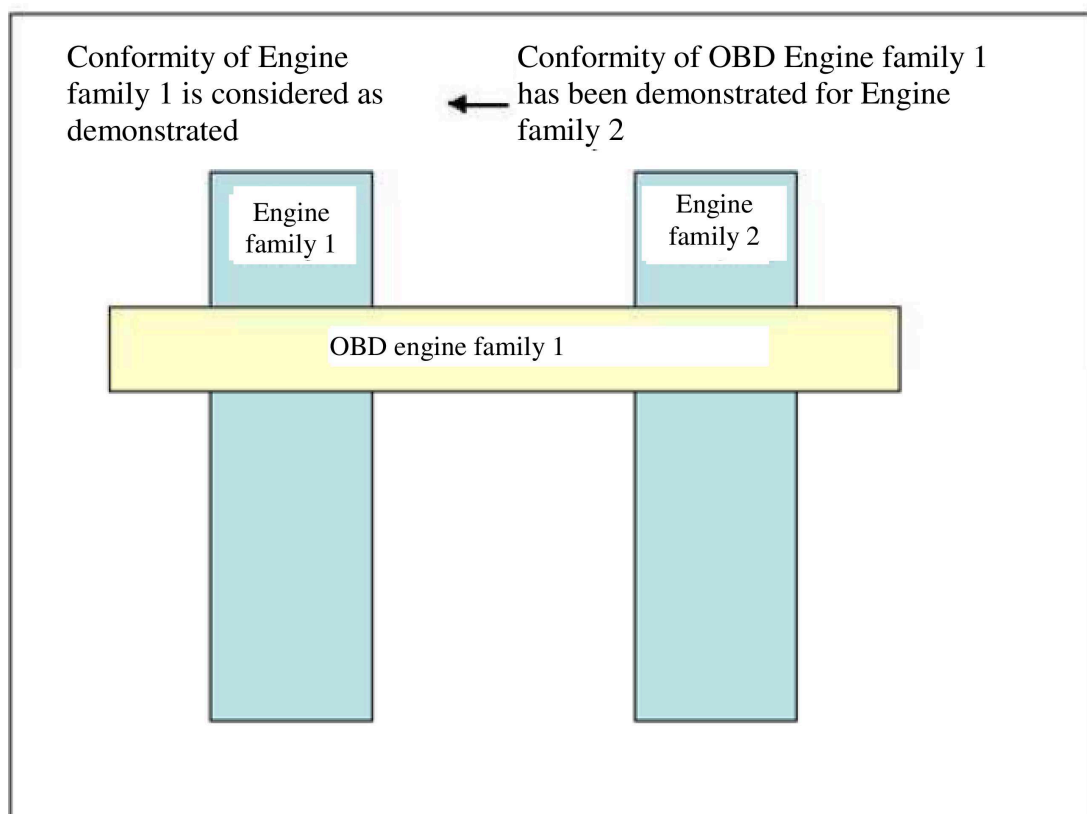 Conformity of Engine
family 1 is considered as
demonstrated
Conformity of OBD Engine family 1
has been demonstrated for Engine
family 2
Engine
family 1
Engine
family 2
OBD engine family 1